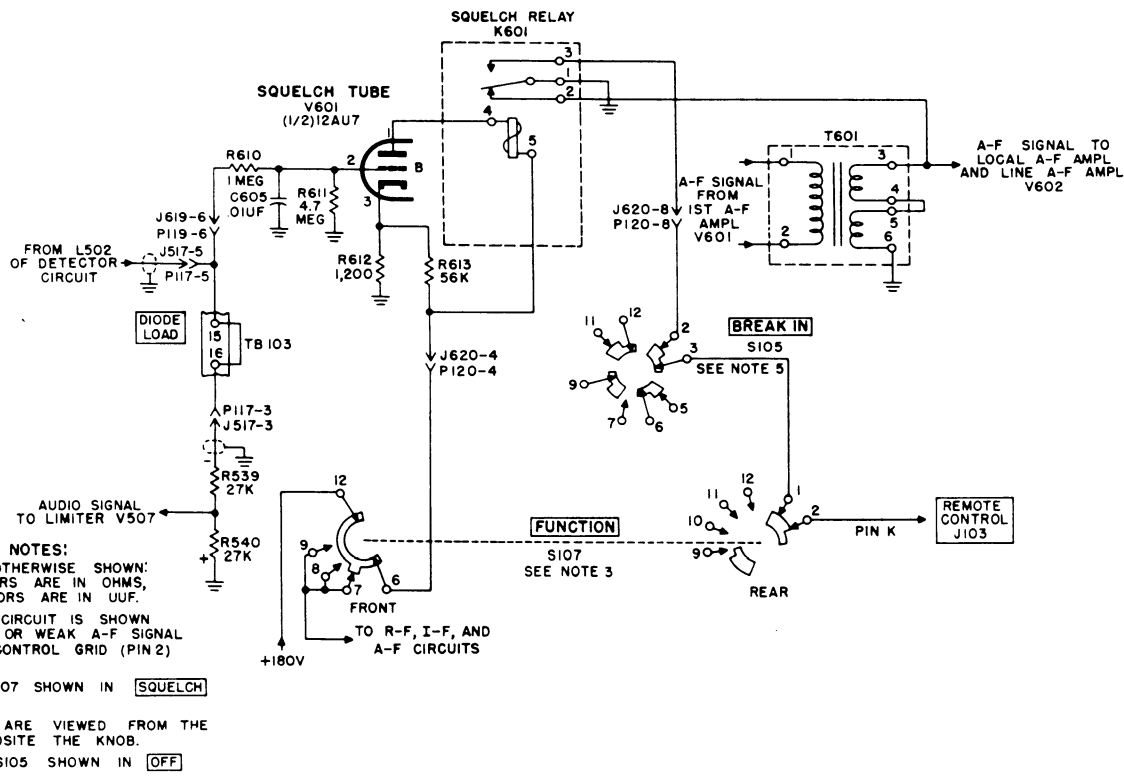 SQUELCH RELAY
K601
SQUELCH TUBE
V601
(1/2)12AU7
3
1
2
4
5
1
2
3
B
R610
1 MEG
C605
.01UF
R611
4.7
MEG
J619-6
P119-6
FROM L502
OF DETECTOR
CIRCUIT
J517-5
P117-5
R612
1,200
R613
56K
T601
1
2
3
4
5
6
A-F SIGNAL
FROM
1ST A-F
AMPL
V601
A-F SIGNAL TO
LOCAL A-F AMPL
AND LINE A-F AMPL
V602
J620-8
P120-8
DIODE
LOAD
15
16
TB 103
J620-4
P120-4
11
12
2
3
9
7
6
5
BREAK IN
S105
SEE NOTE 5
P117-3
J517-3
-
R539
27K
AUDIO SIGNAL
TO LIMITER V507
R540
27K
+
12
9
8
7
6
FRONT
FUNCTION
S107
SEE NOTE 3
12
11
10
9
1
2
REAR
PIN K
REMOTE
CONTROL
J103
TO R-F, I-F, AND
A-F CIRCUITS
+180V
NOTES:
OTHERWISE SHOWN:
RS ARE IN OHMS,
ORS ARE IN UUF.
CIRCUIT IS SHOWN
OR WEAK A-F SIGNAL
CONTROL GRID (PIN 2)
07 SHOWN IN SQUELCH
ARE VIEWED FROM THE
OSITE THE KNOB.
S105 SHOWN IN OFF